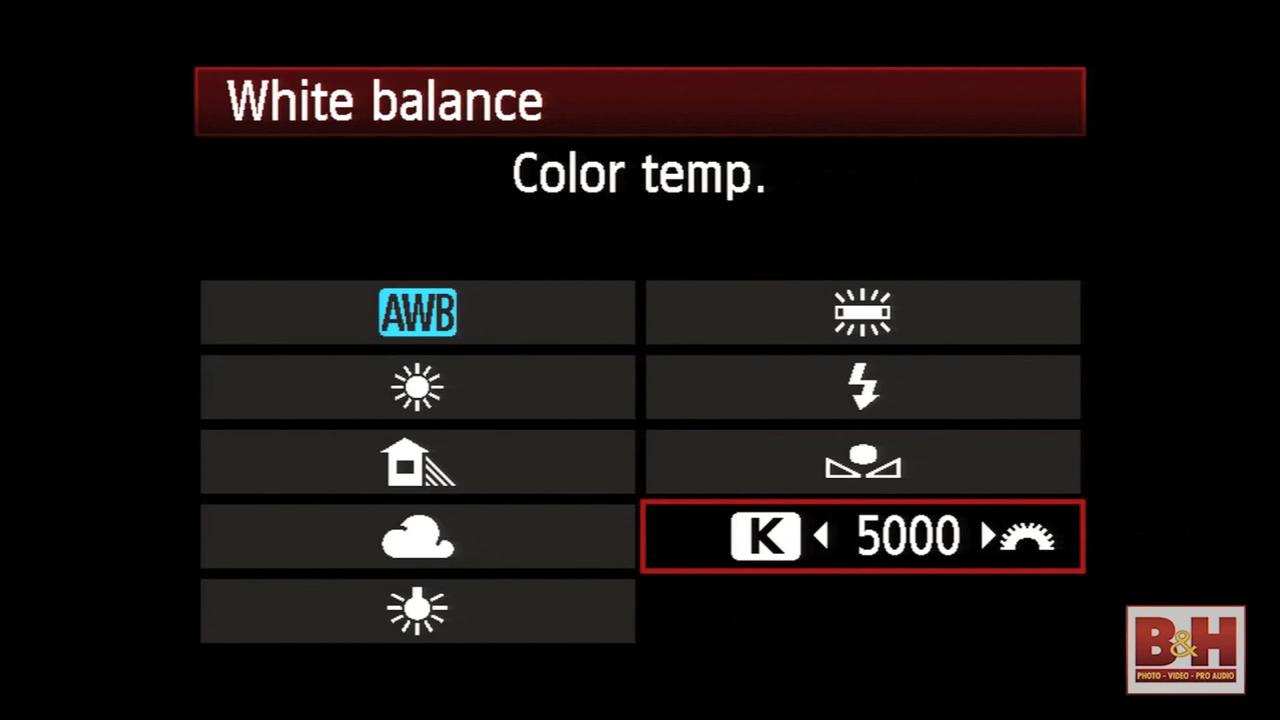 White balance
Color temp.
AWB
K 5000
B&H
PHOTO - VIDEO - PRO AUDIO